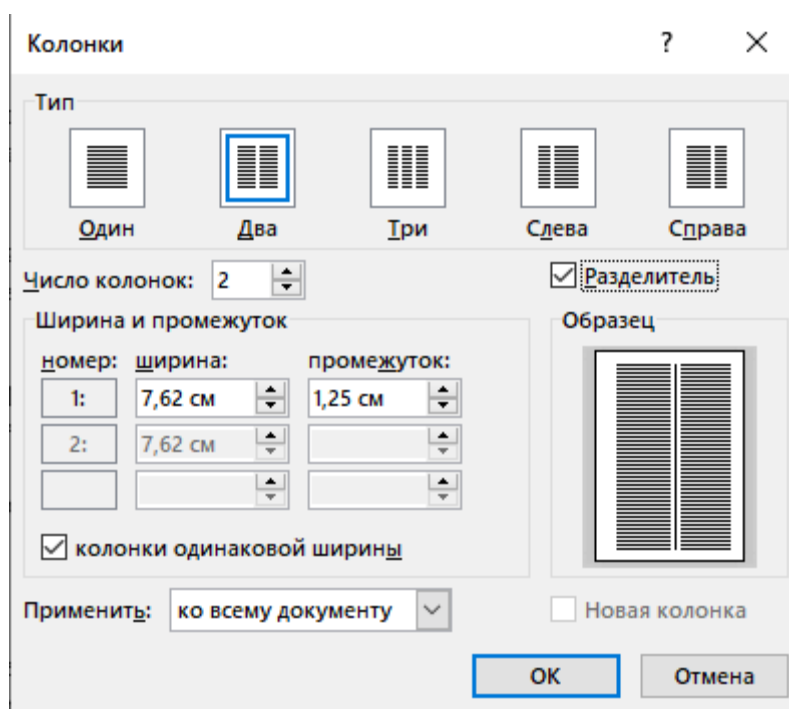 Колонки ?
Тип
Один Два Три Слева Справа
Число колонок: 2 Разделитель
Ширина и промежуток Образец
номер: ширина: промежуток:
1: 7,62 см 1,25 см
2: 7,62 см
колонки одинаковой ширины
Применить: ко всему документу Новая колонка
ОК Отмена